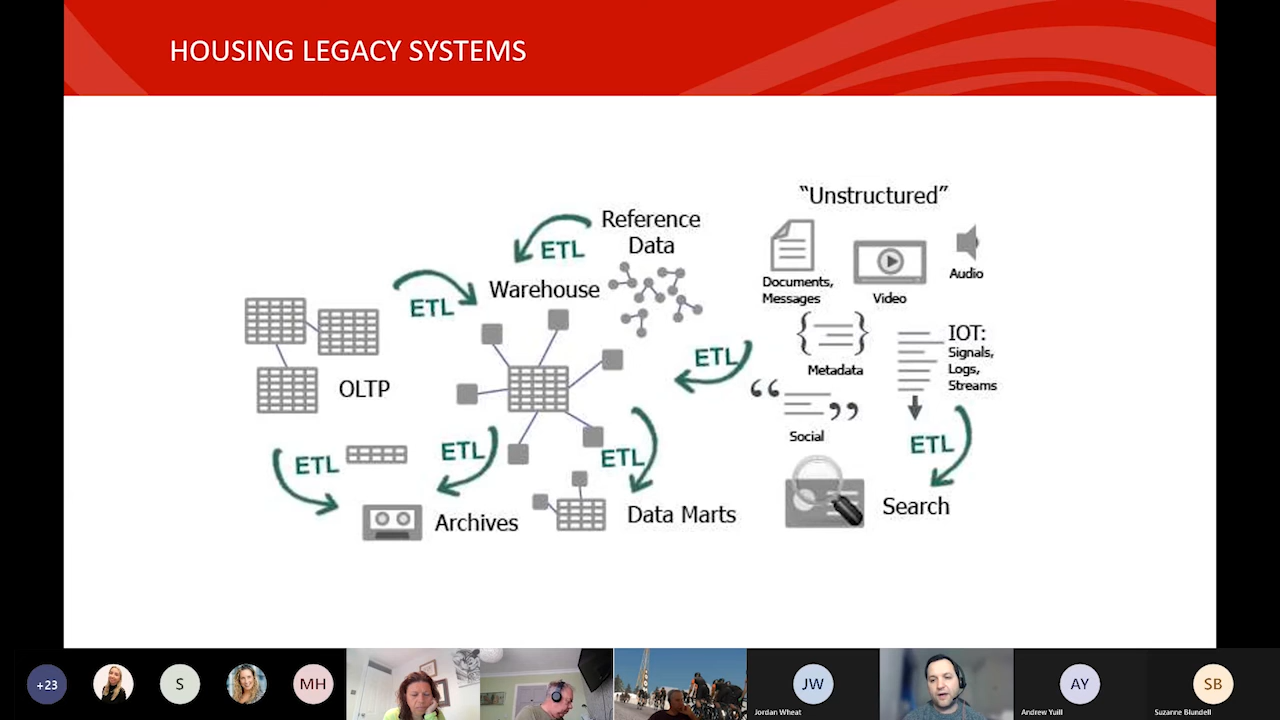 HOUSING LEGACY SYSTEMS
“Unstructured”
Reference
Data
ETL
Warehouse
ETL
Documents,
Messages
Video
Audio
OLTP
ETL
Metadata
IOT:
Signals,
Logs,
Streams
“
”
Social
ETL
ETL
ETL
ETL
Archives
Data Marts
Search
+23
S
MH
JW
Jordan Wheat
AY
Andrew Yuill
SB
Suzanne Blundell